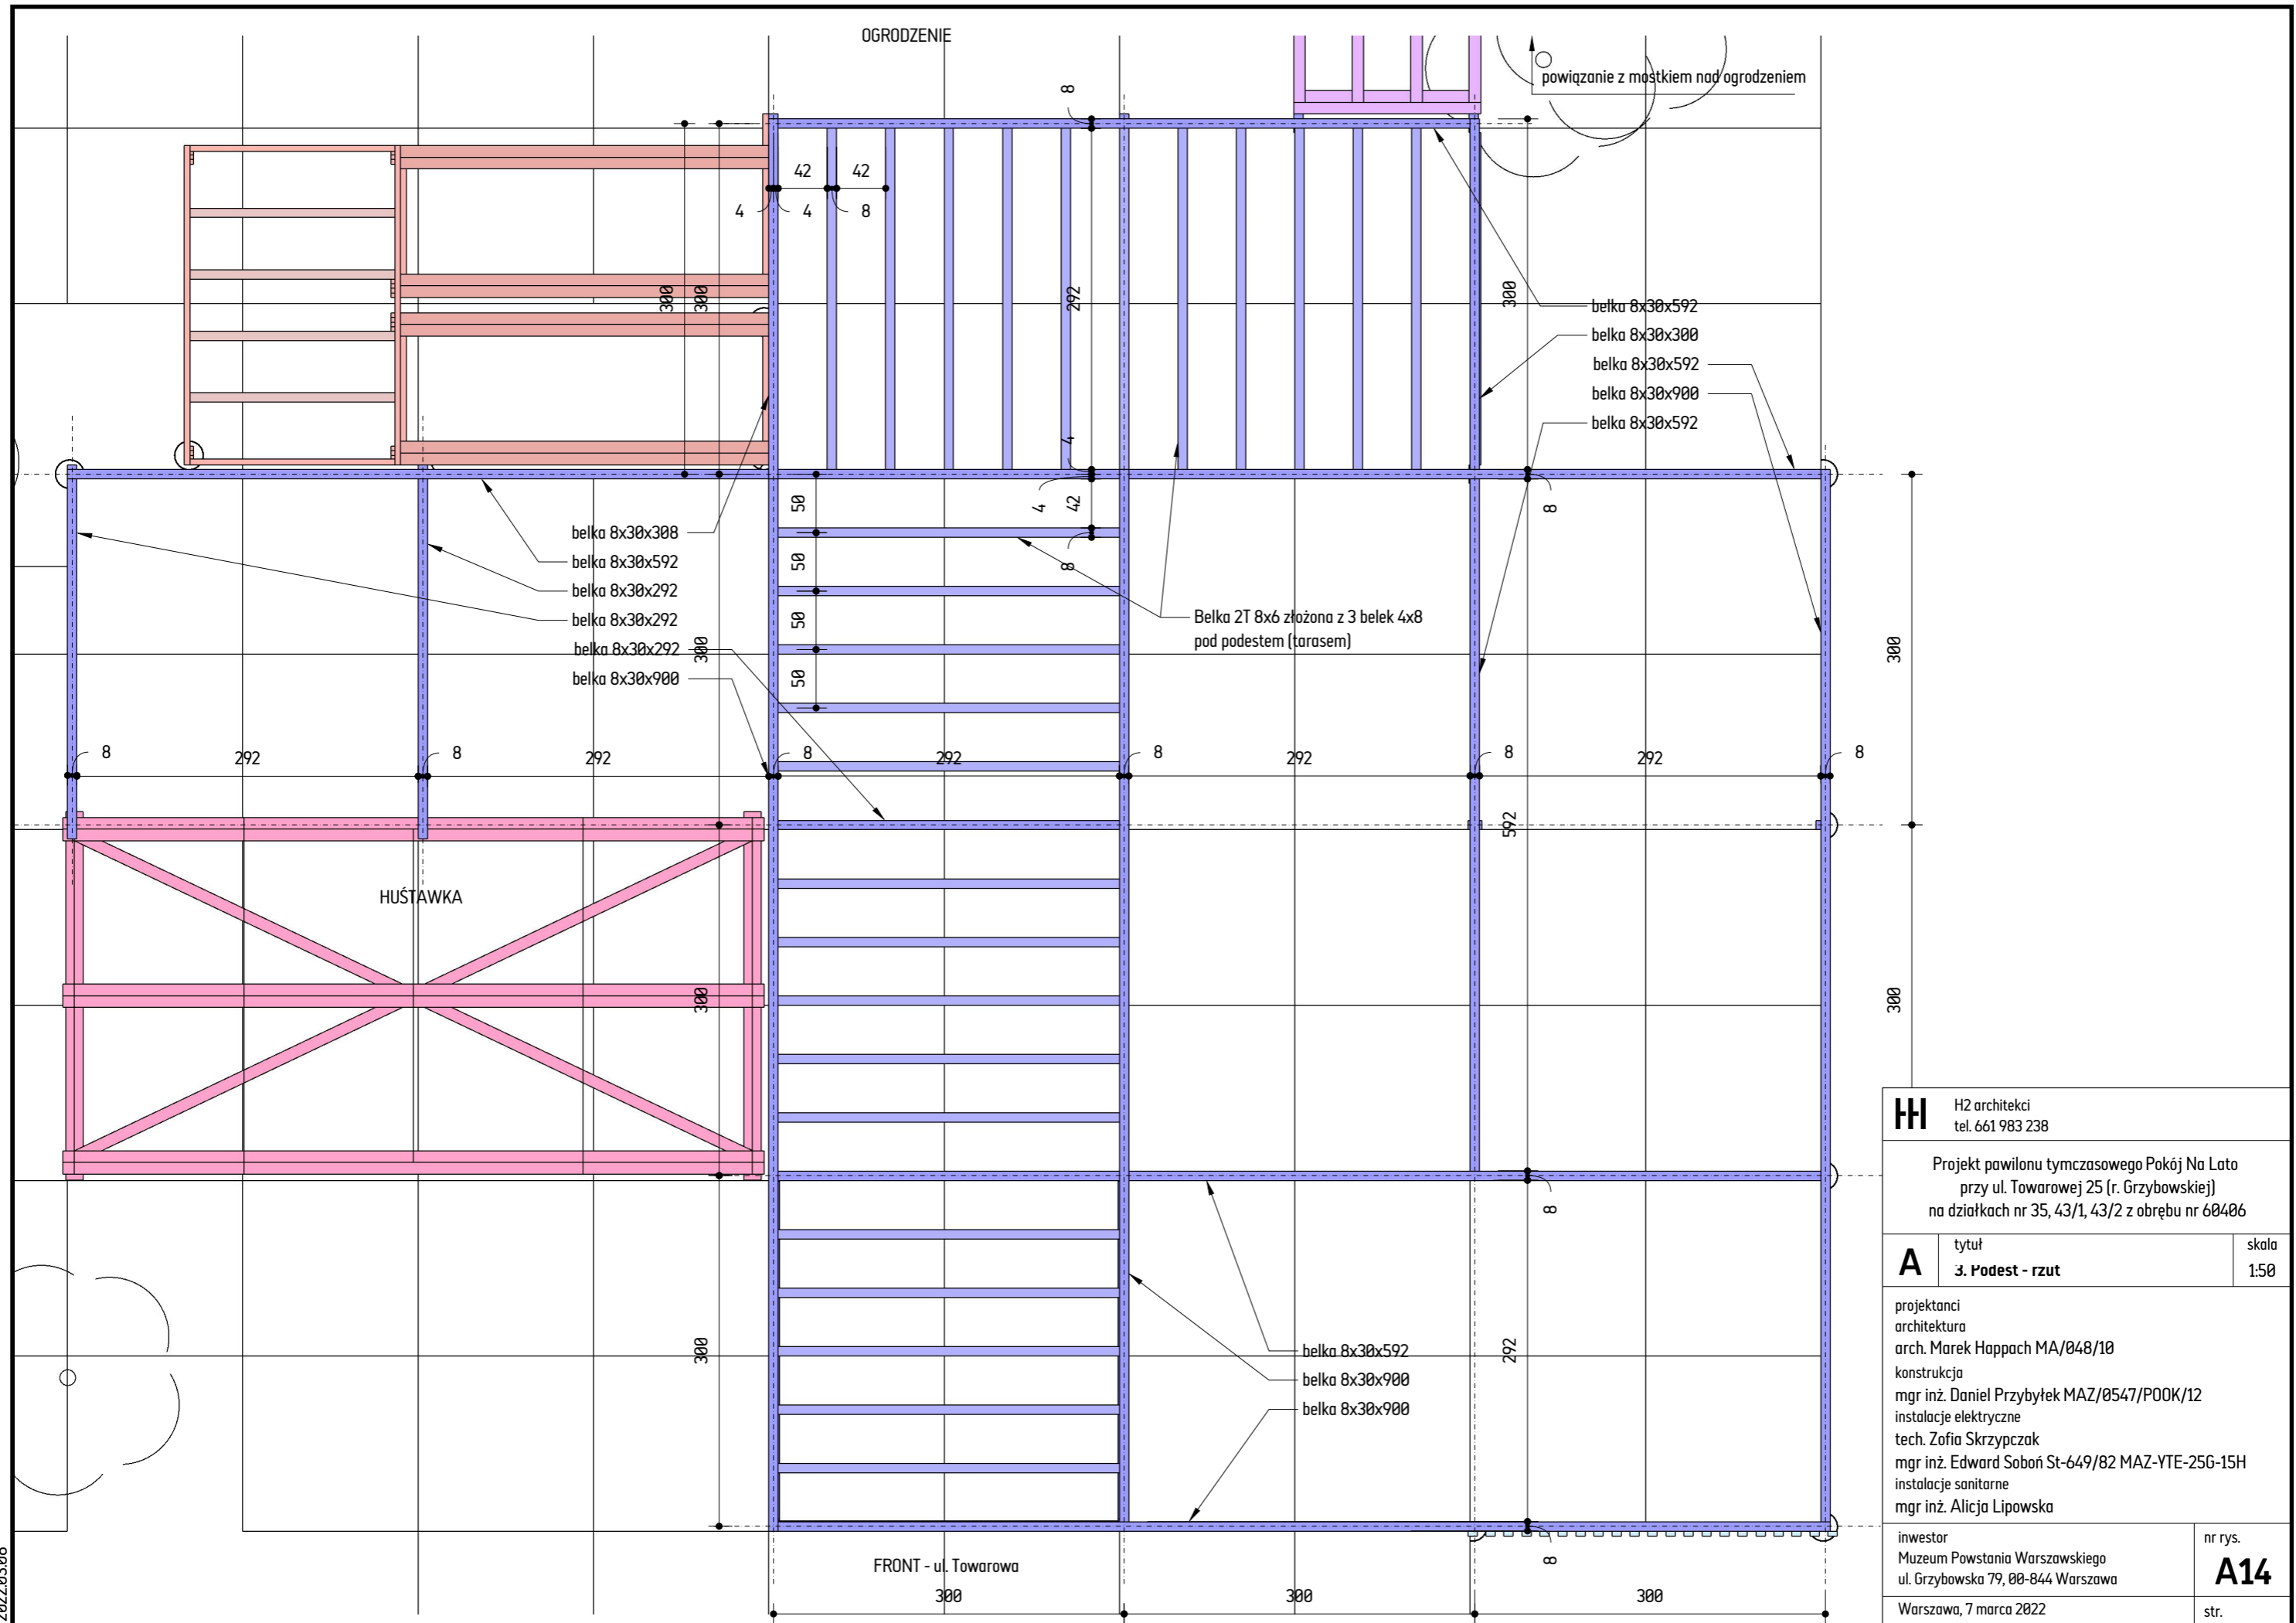 OGRODZENIE
powiązanie z mostkiem nad ogrodzeniem
8
42
42
4
4
8
300
300
292
300
belka 8x30x592
belka 8x30x300
belka 8x30x592
belka 8x30x900
belka 8x30x592
4
4
42
8
50
8
belka 8x30x308
belka 8x30x592
belka 8x30x292
belka 8x30x292
belka 8x30x292
belka 8x30x900
50
8
50
300
50
Belka 2T 8x6 złożona z 3 belek 4x8
pod podestem (tarasem)
300
8
292
8
292
8
292
8
292
8
292
8
592
HUŚTAWKA
300
300
8
300
belka 8x30x592
belka 8x30x900
belka 8x30x900
292
8
FRONT - ul. Towarowa
300
300
300
2022.03.08
H2 architekci
tel. 661 983 238
Projekt pawilonu tymczasowego Pokój Na Lato
przy ul. Towarowej 25 (r. Grzybowskiej)
na działkach nr 35, 43/1, 43/2 z obrębu nr 60406
A
tytuł
3. Podest - rzut
skala
1:50
projektanci
architektura
arch. Marek Happach MA/048/10
konstrukcja
mgr inż. Daniel Przybyłek MAZ/0547/POOK/12
instalacje elektryczne
tech. Zofia Skrzypczak
mgr inż. Edward Soboń St-649/82 MAZ-YTE-25G-15H
instalacje sanitarne
mgr inż. Alicja Lipowska
inwestor
Muzeum Powstania Warszawskiego
ul. Grzybowska 79, 00-844 Warszawa
nr rys.
A14
Warszawa, 7 marca 2022
str.